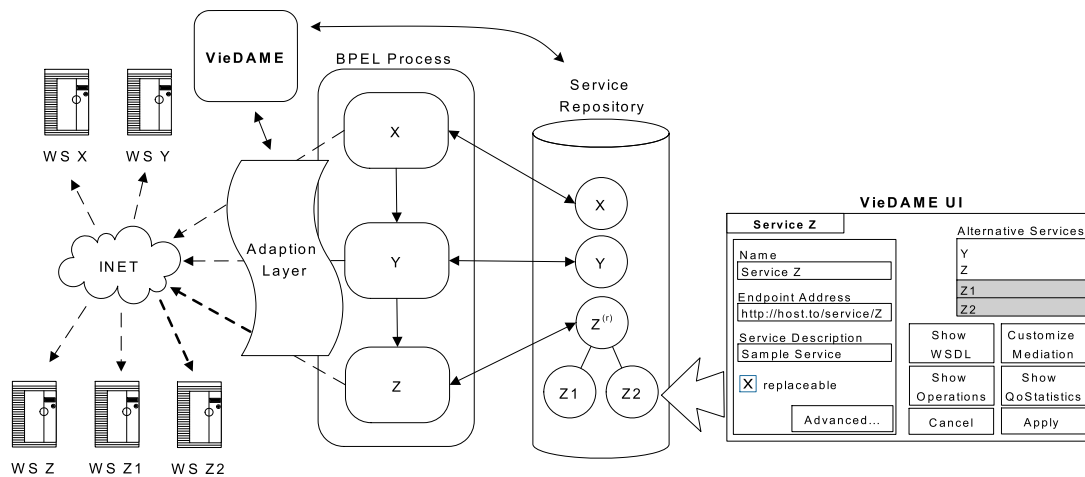 VieDAME
BPEL Process
Service
Repository
WS X
WS Y
X
X
INET
Adaption
Layer
Y
Y
Z(r)
Z
Z1
Z2
WS Z
WS Z1
WS Z2
VieDAME UI
Service Z
Name
Service Z
Endpoint Address
http://host.to/service/Z
Service Description
Sample Service
X replaceable
Advanced...
Alternative Services
Y
Z
Z1
Z2
Show
WSDL
Customize
Mediation
Show
Operations
Show
QoStatistics
Cancel
Apply